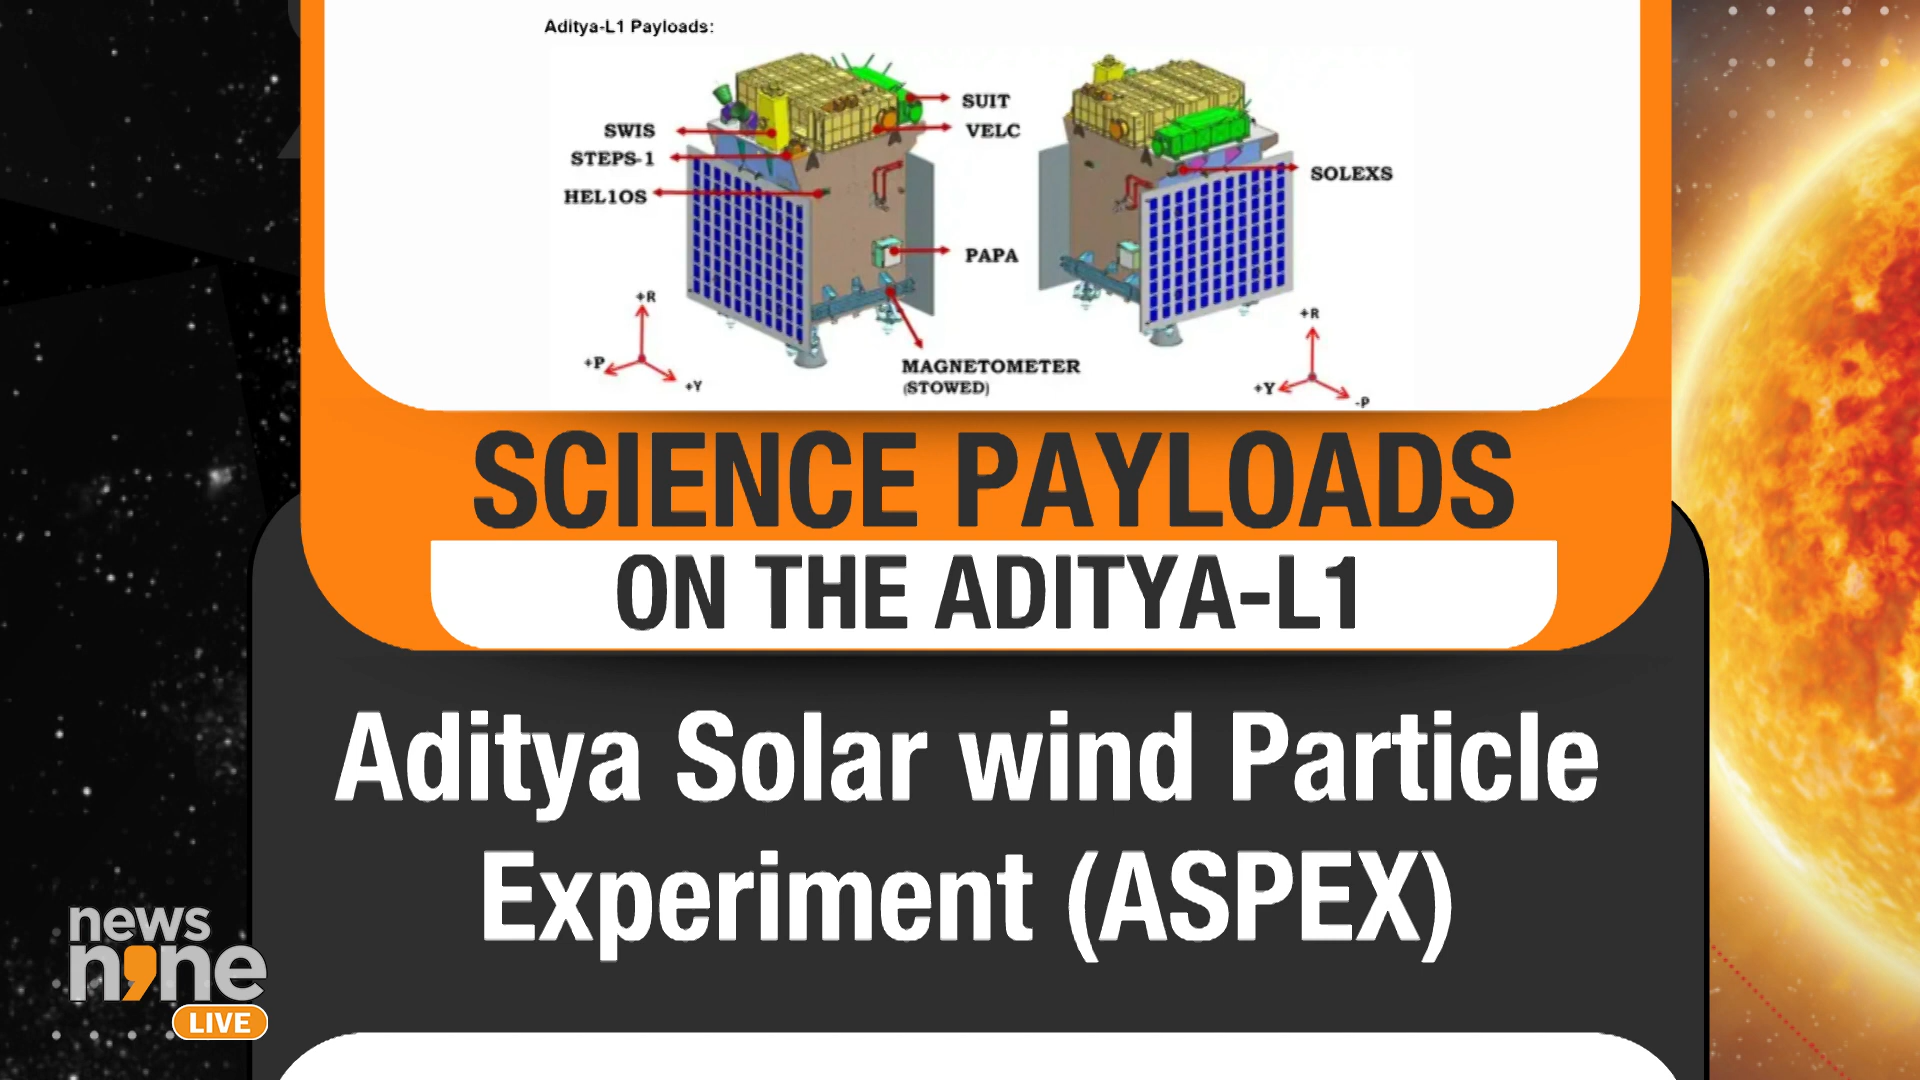 Aditya-L1 Payloads:
SUIT
SWIS
VELC
STEPS-1
HEL1OS
SOLEXS
PAPA
+R
+P
+Y
MAGNETOMETER
(STOWED)
+R
+Y
-P
SCIENCE PAYLOADS
ON THE ADITYA-L1
Aditya Solar wind Particle
Experiment (ASPEX)
news
n9ne
LIVE